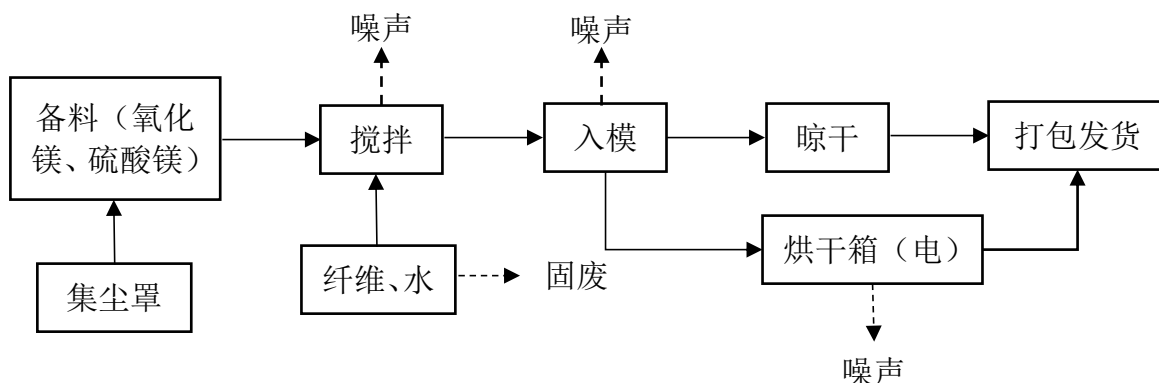 噪声
噪声
备料（氧化
镁、硫酸镁）
搅拌
入模
晾干
打包发货
集尘罩
纤维、水
固废
烘干箱（电）
噪声